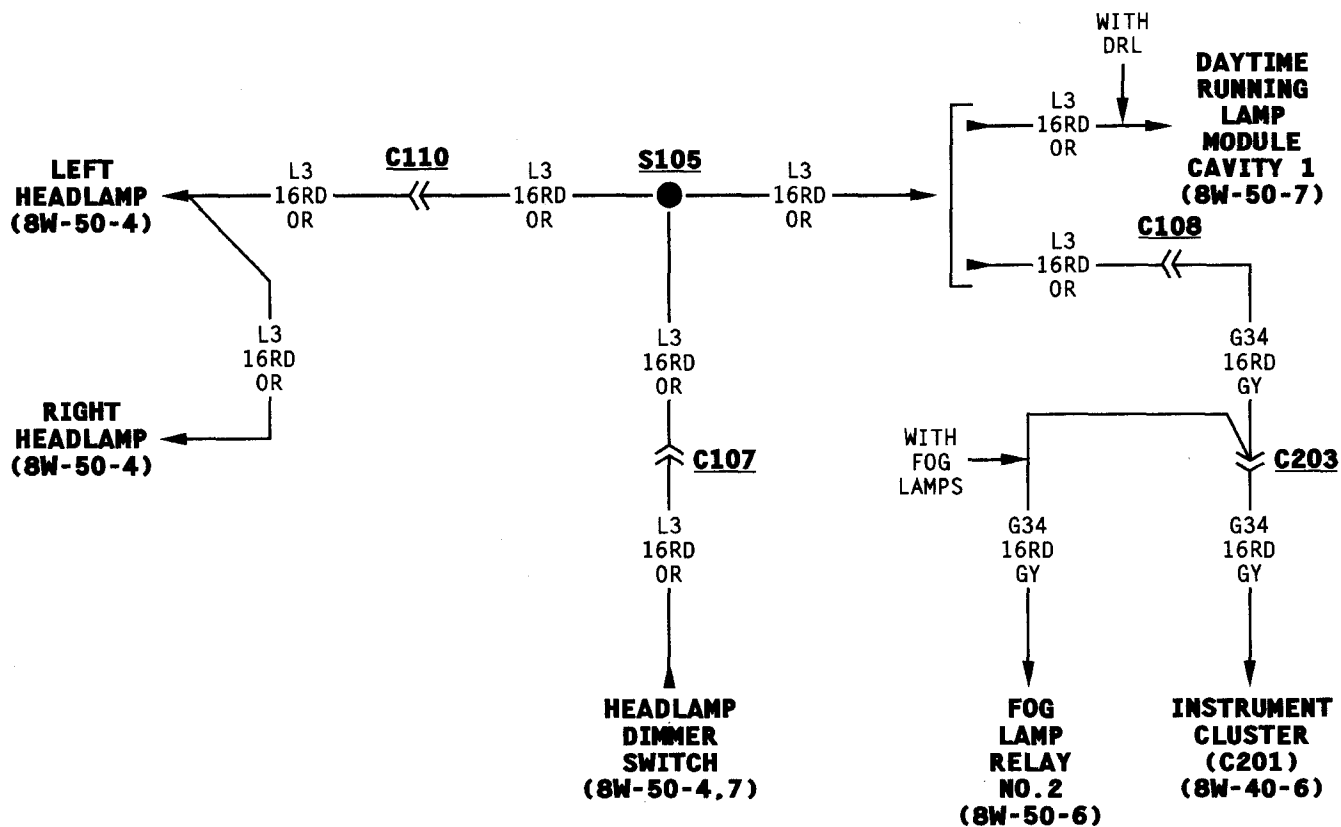 WITH
DRL
DAYTIME
RUNNING
LAMP
MODULE
CAVITY 1
(8W-50-7)
L3
16RD
OR
LEFT
HEADLAMP
(8W-50-4)
L3
16RD
OR
C110
L3
16RD
OR
S105
L3
16RD
OR
L3
16RD
OR
C108
L3
16RD
OR
RIGHT
HEADLAMP
(8W-50-4)
L3
16RD
OR
C107
L3
16RD
OR
HEADLAMP
DIMMER
SWITCH
(8W-50-4,7)
G34
16RD
GY
WITH
FOG
LAMPS
C203
G34
16RD
GY
G34
16RD
GY
FOG
LAMP
RELAY
NO.2
(8W-50-6)
INSTRUMENT
CLUSTER
(C201)
(8W-40-6)